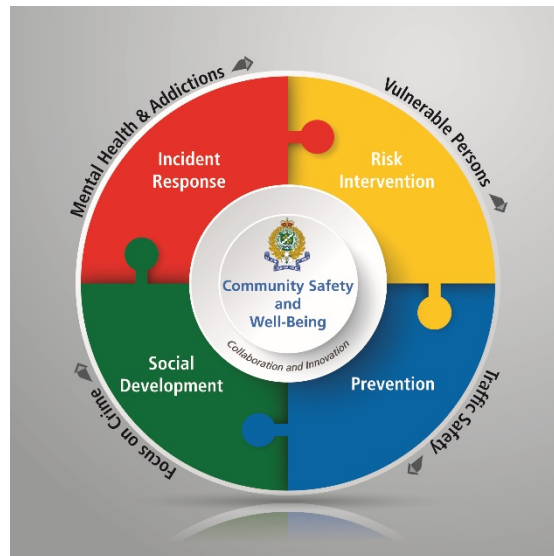 Mental Health & Addictions
Vulnerable Persons
Incident
Response
Risk
Intervention
Community Safety
and
Well-Being
Collaboration and Innovation
Social
Development
Prevention
Focus on Crime
Traffic Safety